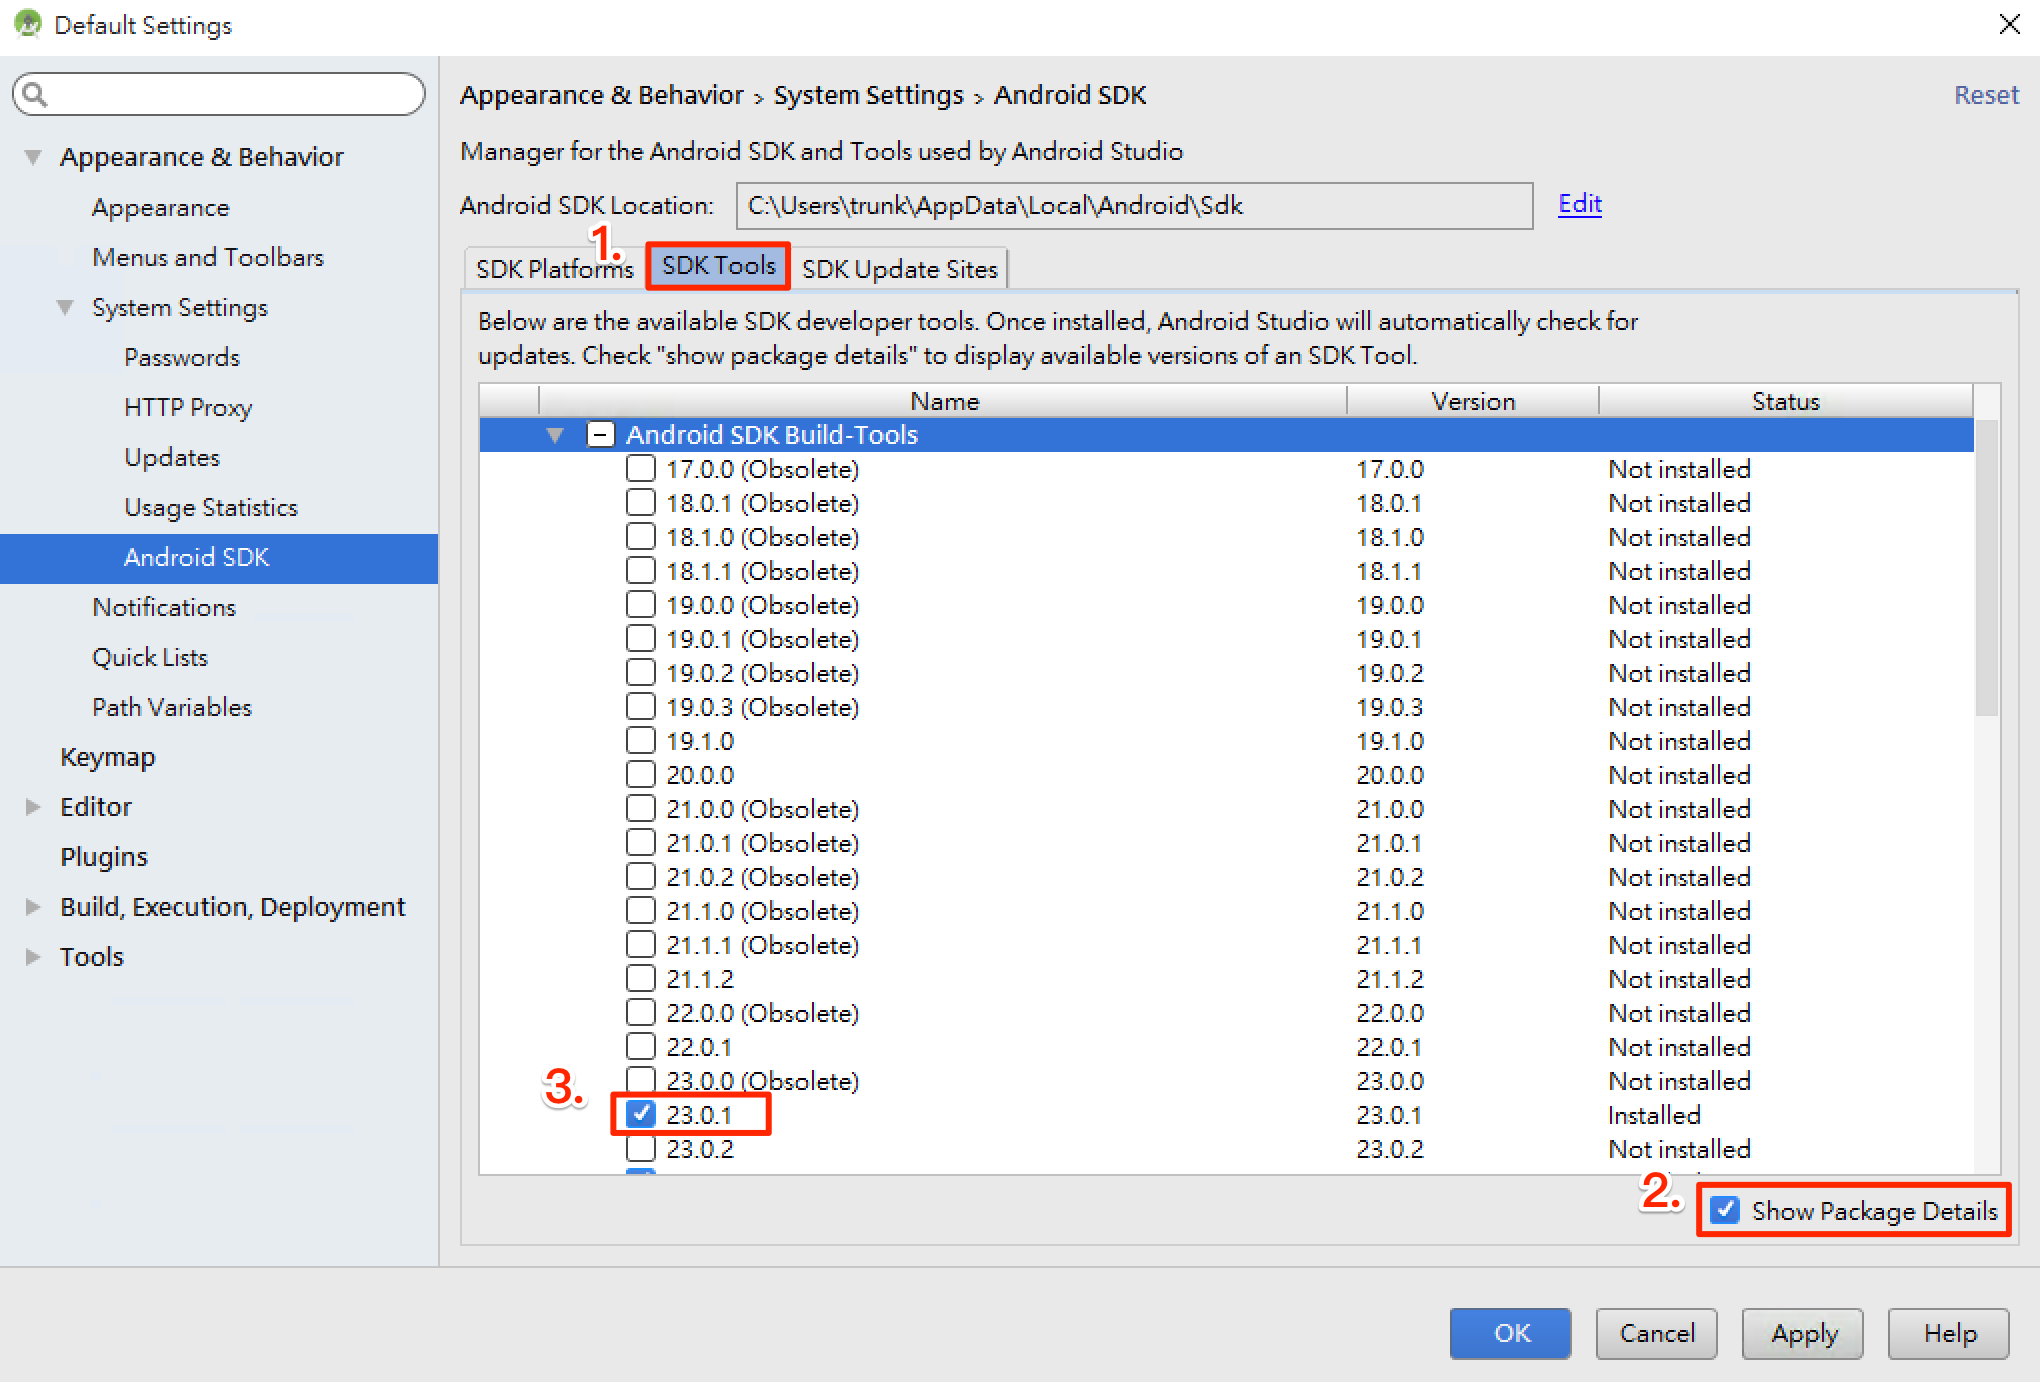 Default Settings
Appearance & Behavior
Appearance
Menus and Toolbars
System Settings
Passwords
HTTP Proxy
Updates
Usage Statistics
Android SDK
Notifications
Quick Lists
Path Variables
Keymap
Editor
Plugins
Build, Execution, Deployment
Tools
Appearance & Behavior › System Settings › Android SDK
Reset
Manager for the Android SDK and Tools used by Android Studio
Android SDK Location: C:\Users\trunk\AppData\Local\Android\Sdk Edit
1.
SDK Platforms SDK Tools SDK Update Sites
Below are the available SDK developer tools. Once installed, Android Studio will automatically check for
updates. Check "show package details" to display available versions of an SDK Tool.
Name Version Status
Android SDK Build-Tools
17.0.0 (Obsolete) 17.0.0 Not installed
18.0.1 (Obsolete) 18.0.1 Not installed
18.1.0 (Obsolete) 18.1.0 Not installed
18.1.1 (Obsolete) 18.1.1 Not installed
19.0.0 (Obsolete) 19.0.0 Not installed
19.0.1 (Obsolete) 19.0.1 Not installed
19.0.2 (Obsolete) 19.0.2 Not installed
19.0.3 (Obsolete) 19.0.3 Not installed
19.1.0 19.1.0 Not installed
20.0.0 20.0.0 Not installed
21.0.0 (Obsolete) 21.0.0 Not installed
21.0.1 (Obsolete) 21.0.1 Not installed
21.0.2 (Obsolete) 21.0.2 Not installed
21.1.0 (Obsolete) 21.1.0 Not installed
21.1.1 (Obsolete) 21.1.1 Not installed
21.1.2 21.1.2 Not installed
22.0.0 (Obsolete) 22.0.0 Not installed
22.0.1 22.0.1 Not installed
23.0.0 (Obsolete) 23.0.0 Not installed
3. 23.0.1 23.0.1 Installed
23.0.2 23.0.2 Not installed
2. Show Package Details
OK Cancel Apply Help